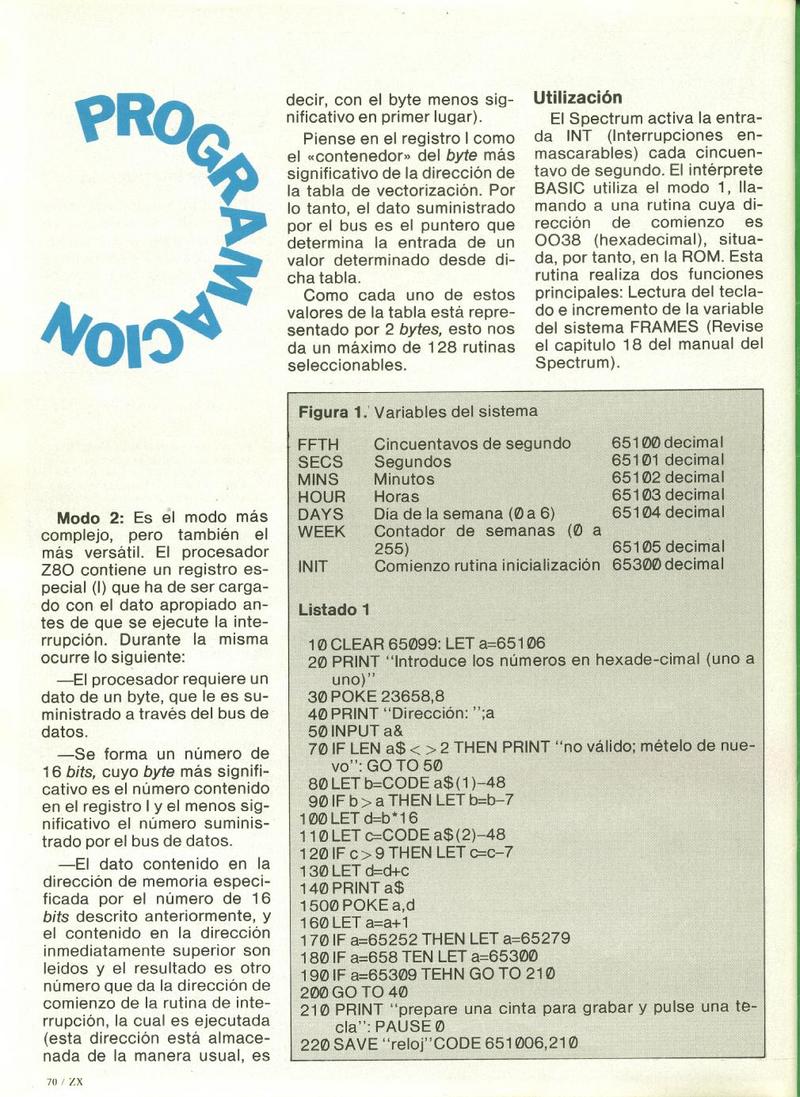 PROGRAMACION
Modo 2: Es el modo más
complejo, pero también el
más versátil. El procesador
Z80 contiene un registro es-
pecial (I) que ha de ser carga-
do con el dato apropiado an-
tes de que se ejecute la inte-
rrupción. Durante la misma
ocurre lo siguiente:
—El procesador requiere un
dato de un byte, que le es su-
ministrado a través del bus de
datos.
—Se forma un número de
16 bits, cuyo byte más signifi-
cativo es el número contenido
en el registro I y el menos sig-
nificativo el número suminis-
trado por el bus de datos.
—El dato contenido en la
dirección de memoria especi-
ficada por el número de 16
bits descrito anteriormente, y
el contenido en la dirección
inmediatamente superior son
leidos y el resultado es otro
número que da la dirección de
comienzo de la rutina de inte-
rrupción, la cual es ejecutada
(esta dirección está almace-
nada de la manera usual, es
decir, con el byte menos sig-
nificativo en primer lugar).
Piense en el registro I como
el «contenedor» del byte más
significativo de la dirección de
la tabla de vectorización. Por
lo tanto, el dato suministrado
por el bus es el puntero que
determina la entrada de un
valor determinado desde di-
cha tabla.
Como cada uno de estos
valores de la tabla está repre-
sentado por 2 bytes, esto nos
da un máximo de 128 rutinas
seleccionables.
Utilización
El Spectrum activa la entra-
da INT (Interrupciones en-
mascarables) cada cincuen-
tavo de segundo. El intérprete
BASIC utiliza el modo 1, lla-
mando a una rutina cuya di-
rección de comienzo es
OO38 (hexadecimal), situa-
da, por tanto, en la ROM. Esta
rutina realiza dos funciones
principales: Lectura del tecla-
do e incremento de la variable
del sistema FRAMES (Revise
el capitulo 18 del manual del
Spectrum).
Figura 1. Variables del sistema
FFTH Cincuentavos de segundo 65100 decimal
SECS Segundos 65101 decimal
MINS Minutos 65102 decimal
HOUR Horas 65103 decimal
DAYS Dia de la semana (0 a 6) 65104 decimal
WEEK Contador de semanas (0 a
255) 65105 decimal
INIT Comienzo rutina inicialización 65300 decimal
Listado 1
10 CLEAR 65099: LET a=65106
20 PRINT "Introduce los números en hexade-cimal (uno a
uno)"
30 POKE 23658,8
40 PRINT "Dirección: ";a
50 INPUT a&
70 IF LEN a$ < > 2 THEN PRINT "no válido; mételo de nue-
vo": GO TO 50
80 LET b=CODE a$(1)-48
90 IF b > a THEN LET b=b-7
100 LET d=b*16
110 LET c=CODE a$(2)-48
120 IF c > 9 THEN LET c=c-7
130 LET d=d+c
140 PRINT a$
1500 POKE a,d
160 LET a=a+1
170 IF a=65252 THEN LET a=65279
180 IF a=658 TEN LET a=65300
190 IF a=65309 TEHN GO TO 210
200 GO TO 40
210 PRINT "prepare una cinta para grabar y pulse una te-
cla": PAUSE 0
220 SAVE "reloj"CODE 651006,210
70 / ZX